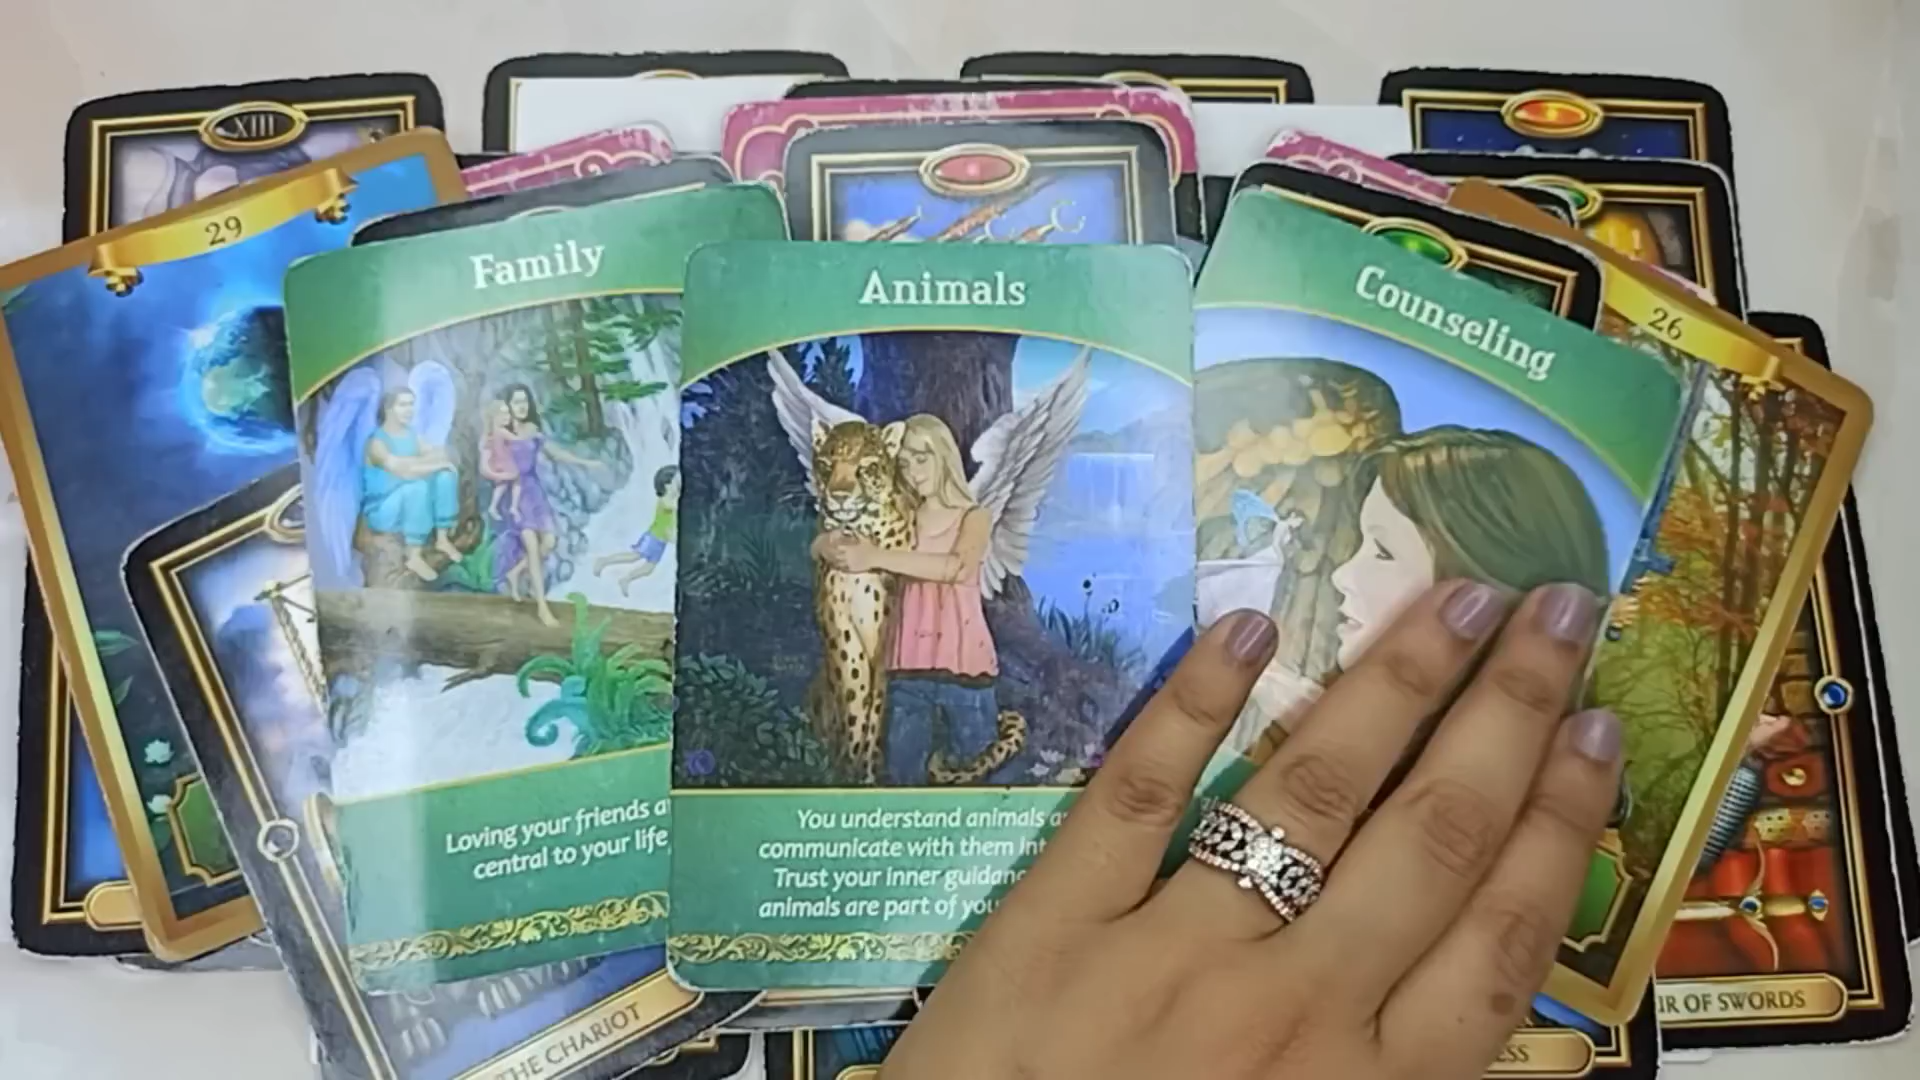 XIII
29
Family
Animals
Counseling
26
Loving your friends a
central to your life,
You understand animals a
communicate with them int
Trust your inner guidanc
animals are part of you
THE CHARIOT
IR OF SWORDS
ESS